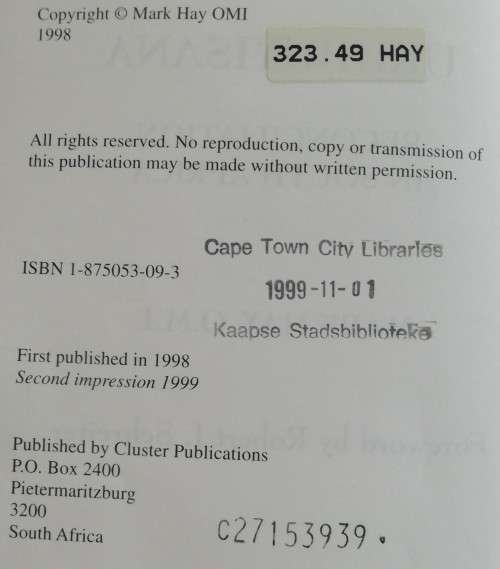 Copyright © Mark Hay OMI
1998
323.49 HAY
All rights reserved. No reproduction, copy or transmission of
this publication may be made without written permission.
Cape Town City Libraries
ISBN 1-875053-09-3
1999-11-01
Kaapse Stadsbiblioteke
First published in 1998
Second impression 1999
Published by Cluster Publications
P.O. Box 2400
Pietermaritzburg
3200
South Africa
C27153939.